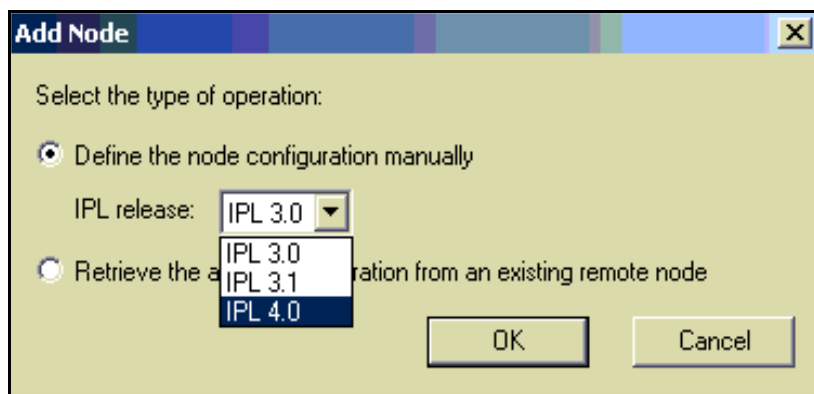 Add Node
Select the type of operation:
Define the node configuration manually
IPL release: IPL 3.0
IPL 3.0
IPL 3.1
IPL 4.0
Retrieve the from an existing remote node
OK Cancel